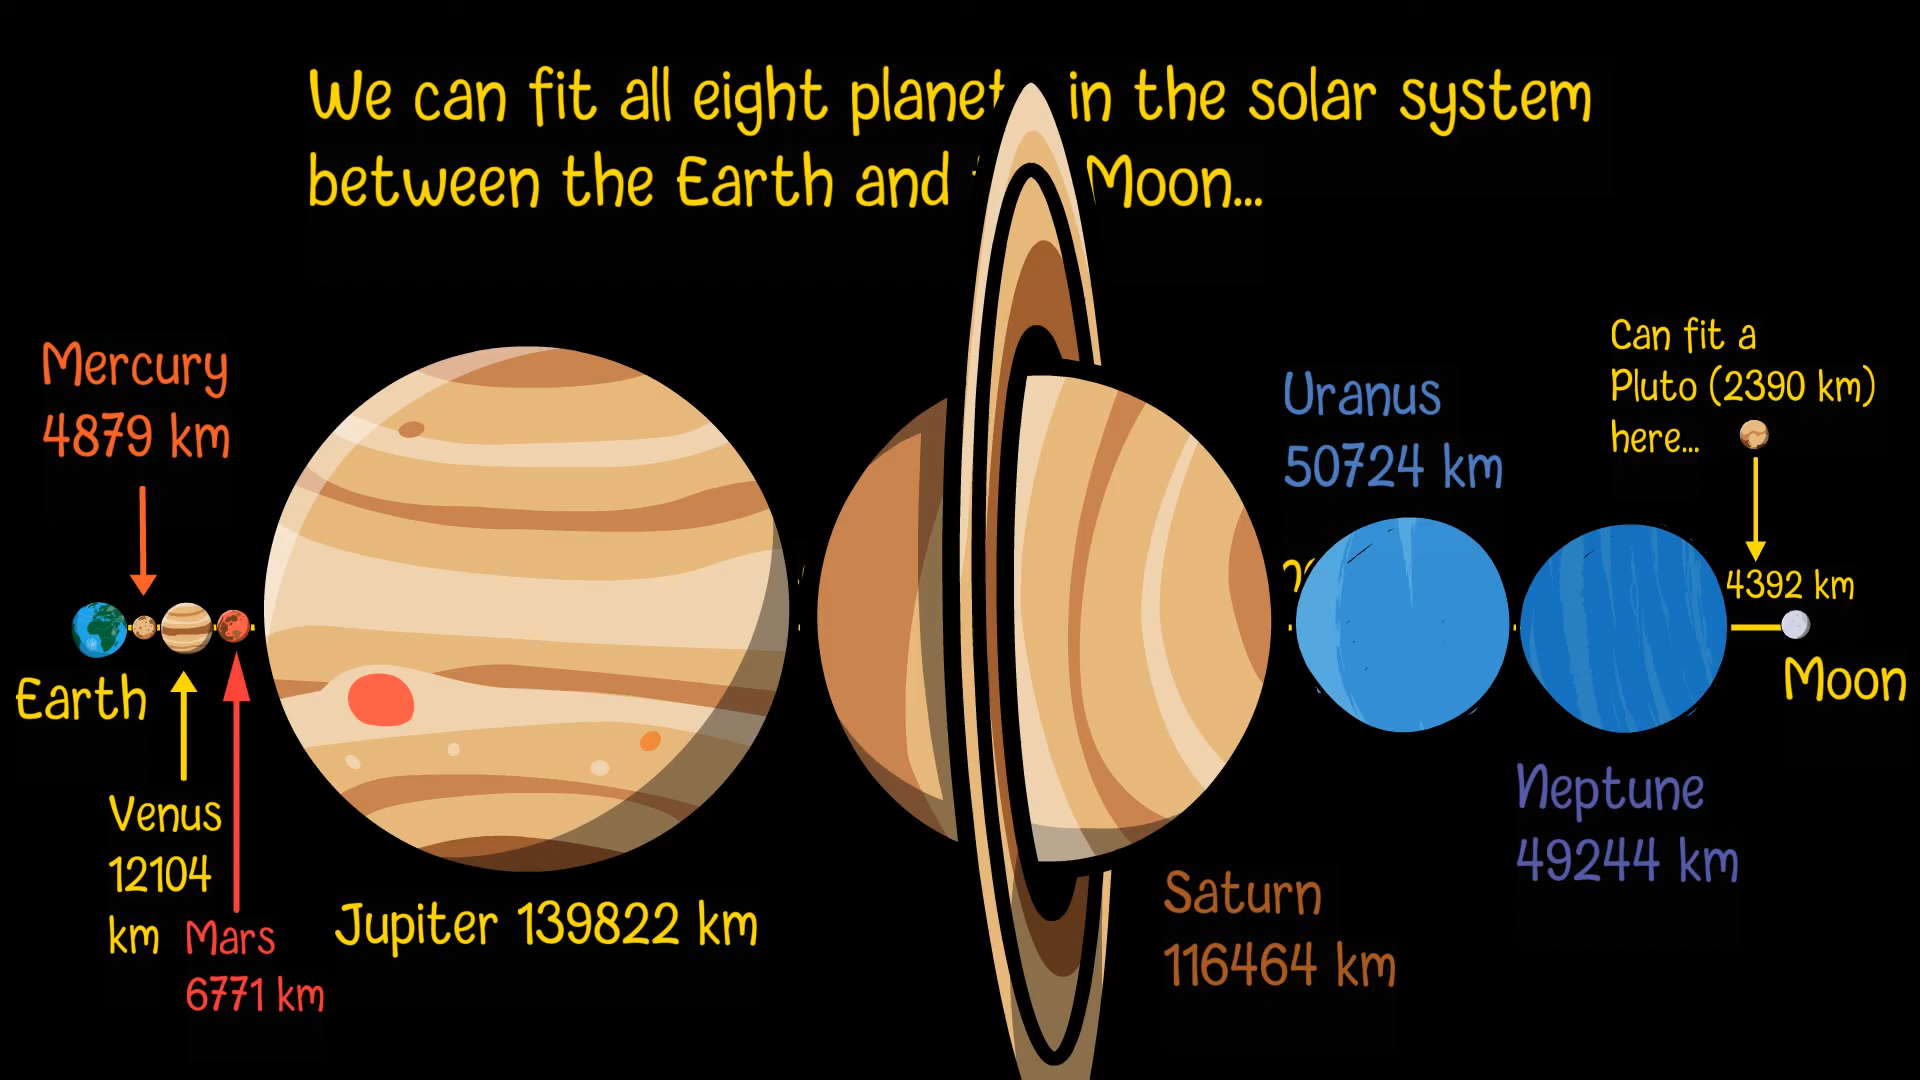 We can fit all eight planet in the solar system
between the Earth and Moon...
Mercury
4879 km
Can fit a
Pluto (2390 km)
here...
Uranus
50724 km
4392 km
Earth
Moon
Venus
12104
km
Mars
6771 km
Jupiter 139822 km
Saturn
116464 km
Neptune
49244 km